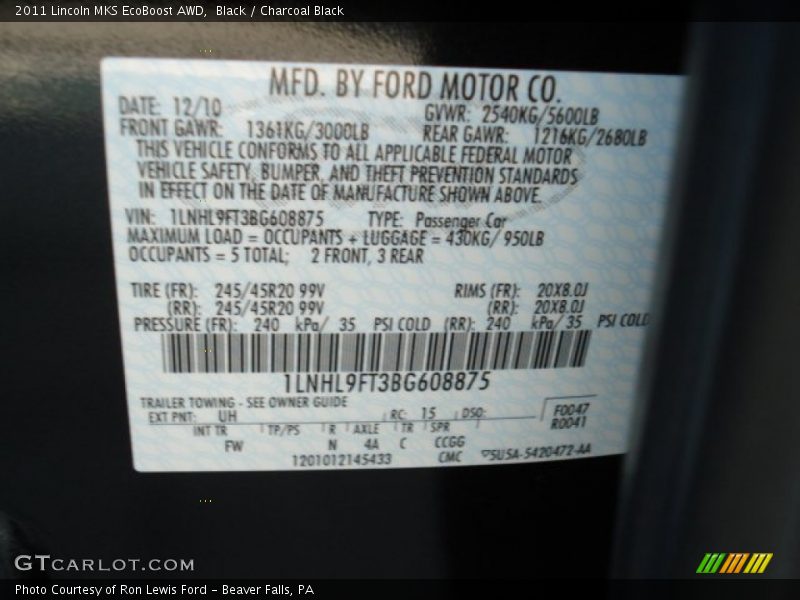 2011 Lincoln MKS EcoBoost AWD, Black / Charcoal Black
MFD. BY FORD MOTOR CO.
DATE: 12/10 GVWR: 2540KG/5600LB
FRONT GAWR: 1361KG/3000LB REAR GAWR: 1216KG/2680LB
THIS VEHICLE CONFORMS TO ALL APPLICABLE FEDERAL MOTOR
VEHICLE SAFETY, BUMPER, AND THEFT PREVENTION STANDARDS
IN EFFECT ON THE DATE OF MANUFACTURE SHOWN ABOVE.
VIN: 1LNHL9FT3BG608875 TYPE: Passenger Car
MAXIMUM LOAD = OCCUPANTS + LUGGAGE = 430KG/ 950LB
OCCUPANTS = 5 TOTAL; 2 FRONT, 3 REAR
TIRE (FR): 245/45R20 99V RIMS (FR): 20X8.0J
(RR): 245/45R20 99V (RR): 20X8.0J
PRESSURE (FR): 240 kPa/ 35 PSI COLD (RR): 240 kPa/ 35 PSI COLD
1LNHL9FT3BG608875
TRAILER TOWING - SEE OWNER GUIDE
EXT PNT: UH RC: 15 DSO: F0047
R0041
INT TR TP/PS R AXLE TR SPR
FW N 4A C CCGG
1201012145433 CMC 5U5A-5420472-AA
GTCARLOT.COM
Photo Courtesy of Ron Lewis Ford - Beaver Falls, PA